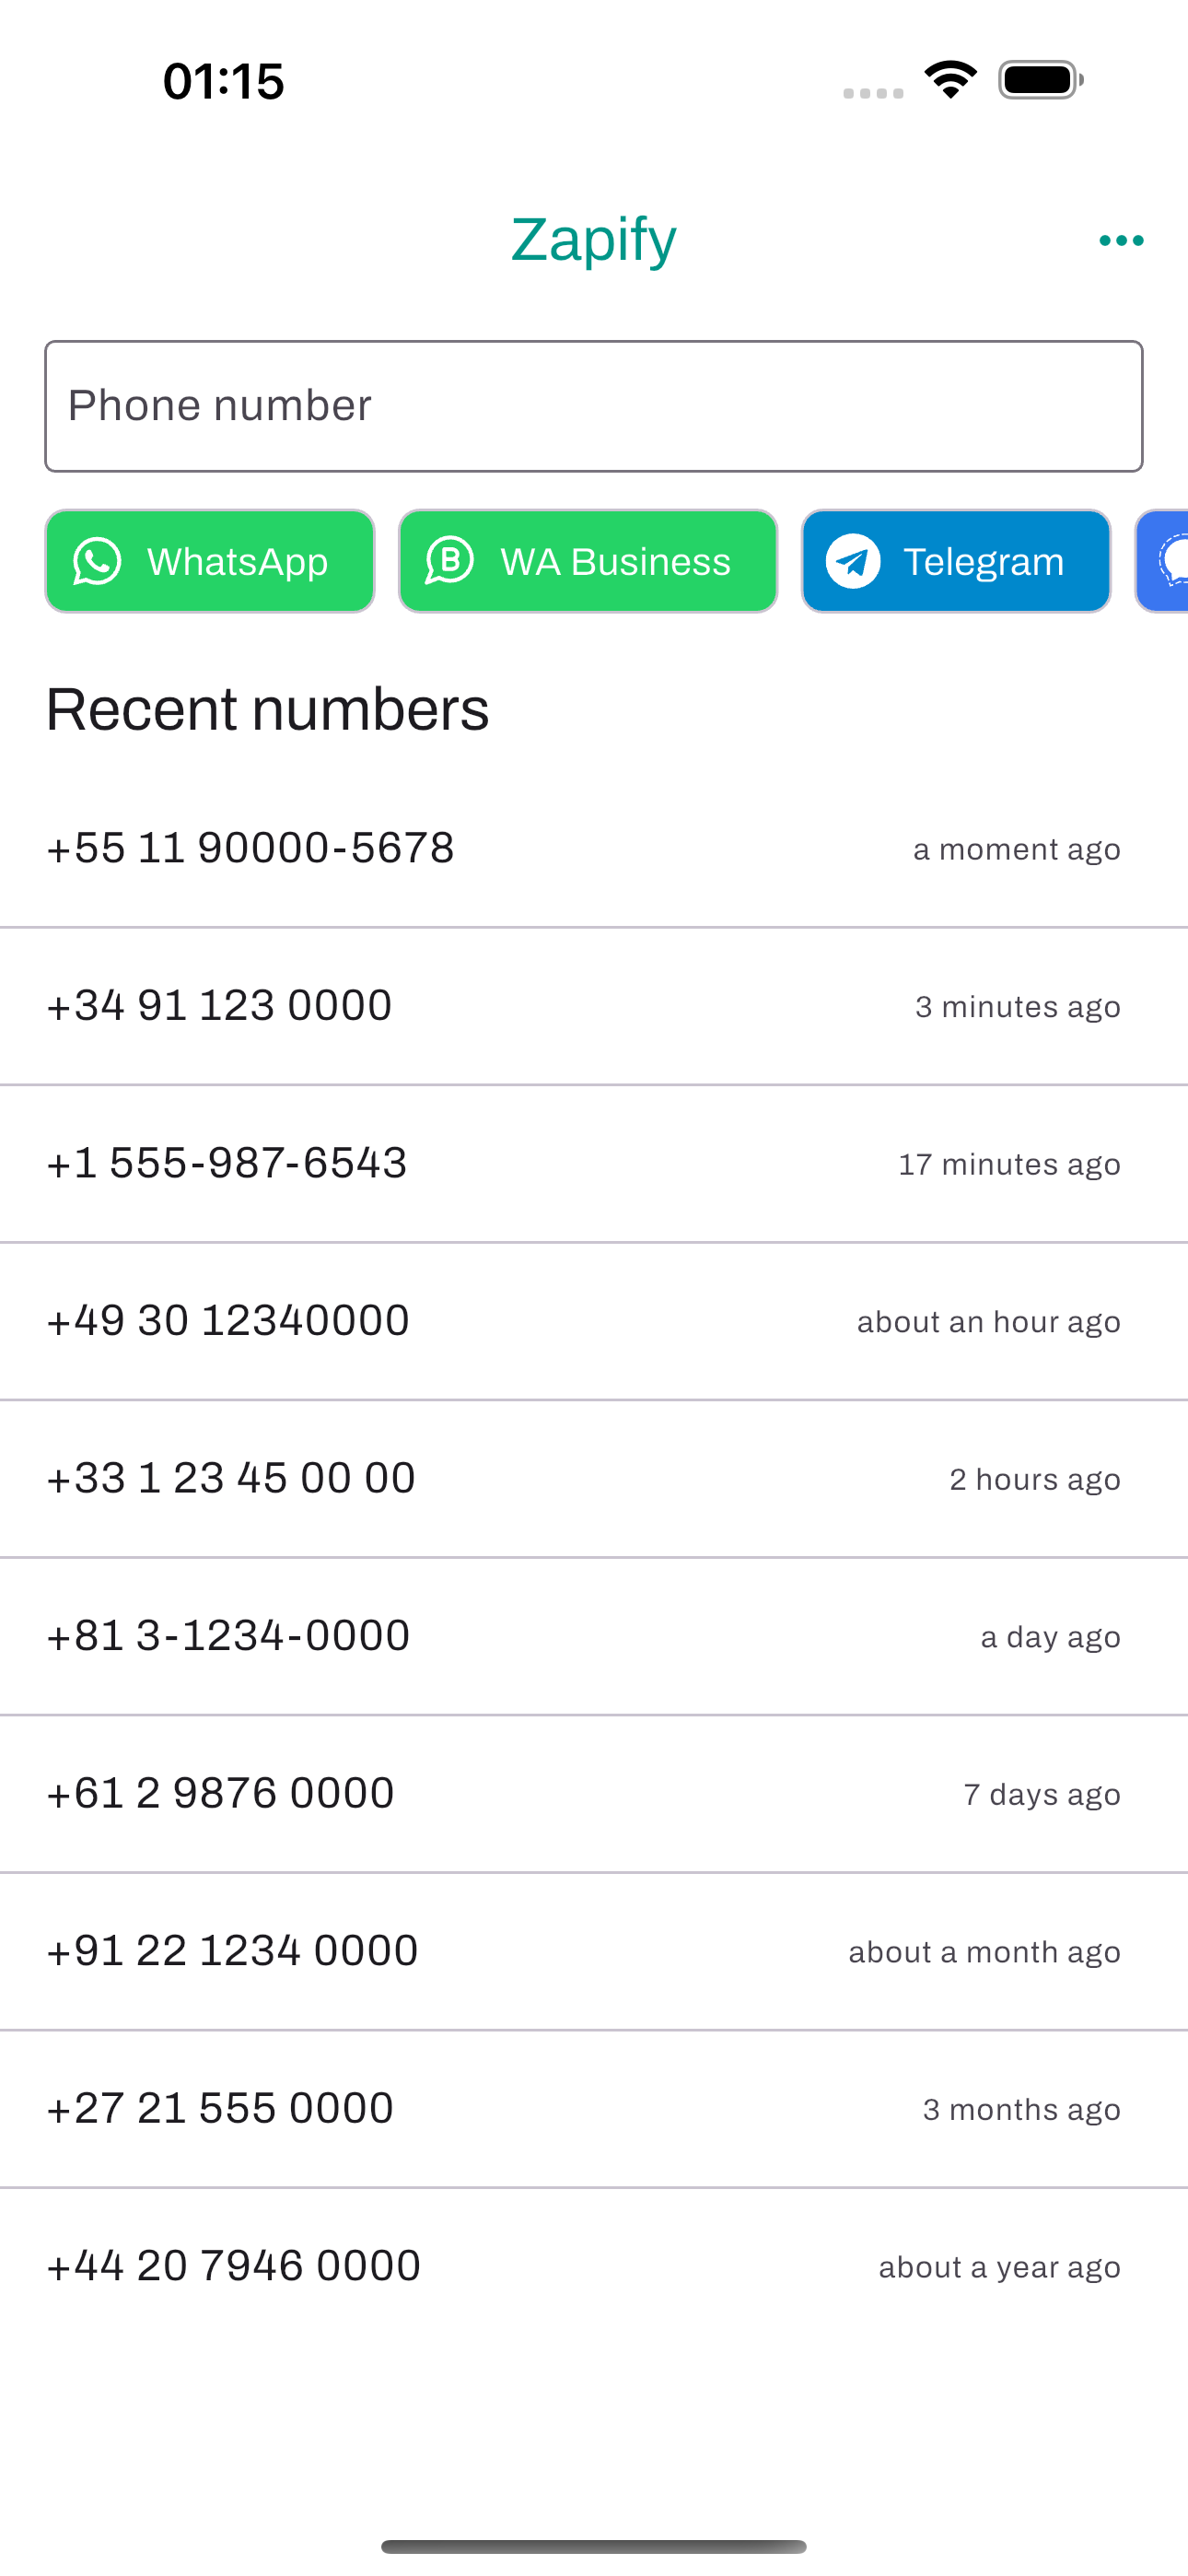 01:15
Zapify
Phone number
WhatsApp WA Business Telegram
Recent numbers
+55 11 90000-5678 a moment ago
+34 91 123 0000 3 minutes ago
+1 555-987-6543 17 minutes ago
+49 30 12340000 about an hour ago
+33 1 23 45 00 00 2 hours ago
+81 3-1234-0000 a day ago
+61 2 9876 0000 7 days ago
+91 22 1234 0000 about a month ago
+27 21 555 0000 3 months ago
+44 20 7946 0000 about a year ago